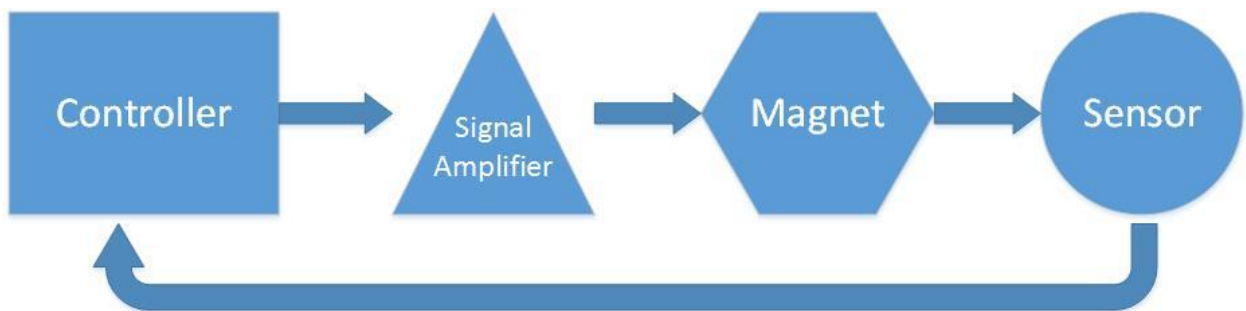 Controller
Signal
Amplifier
Magnet
Sensor